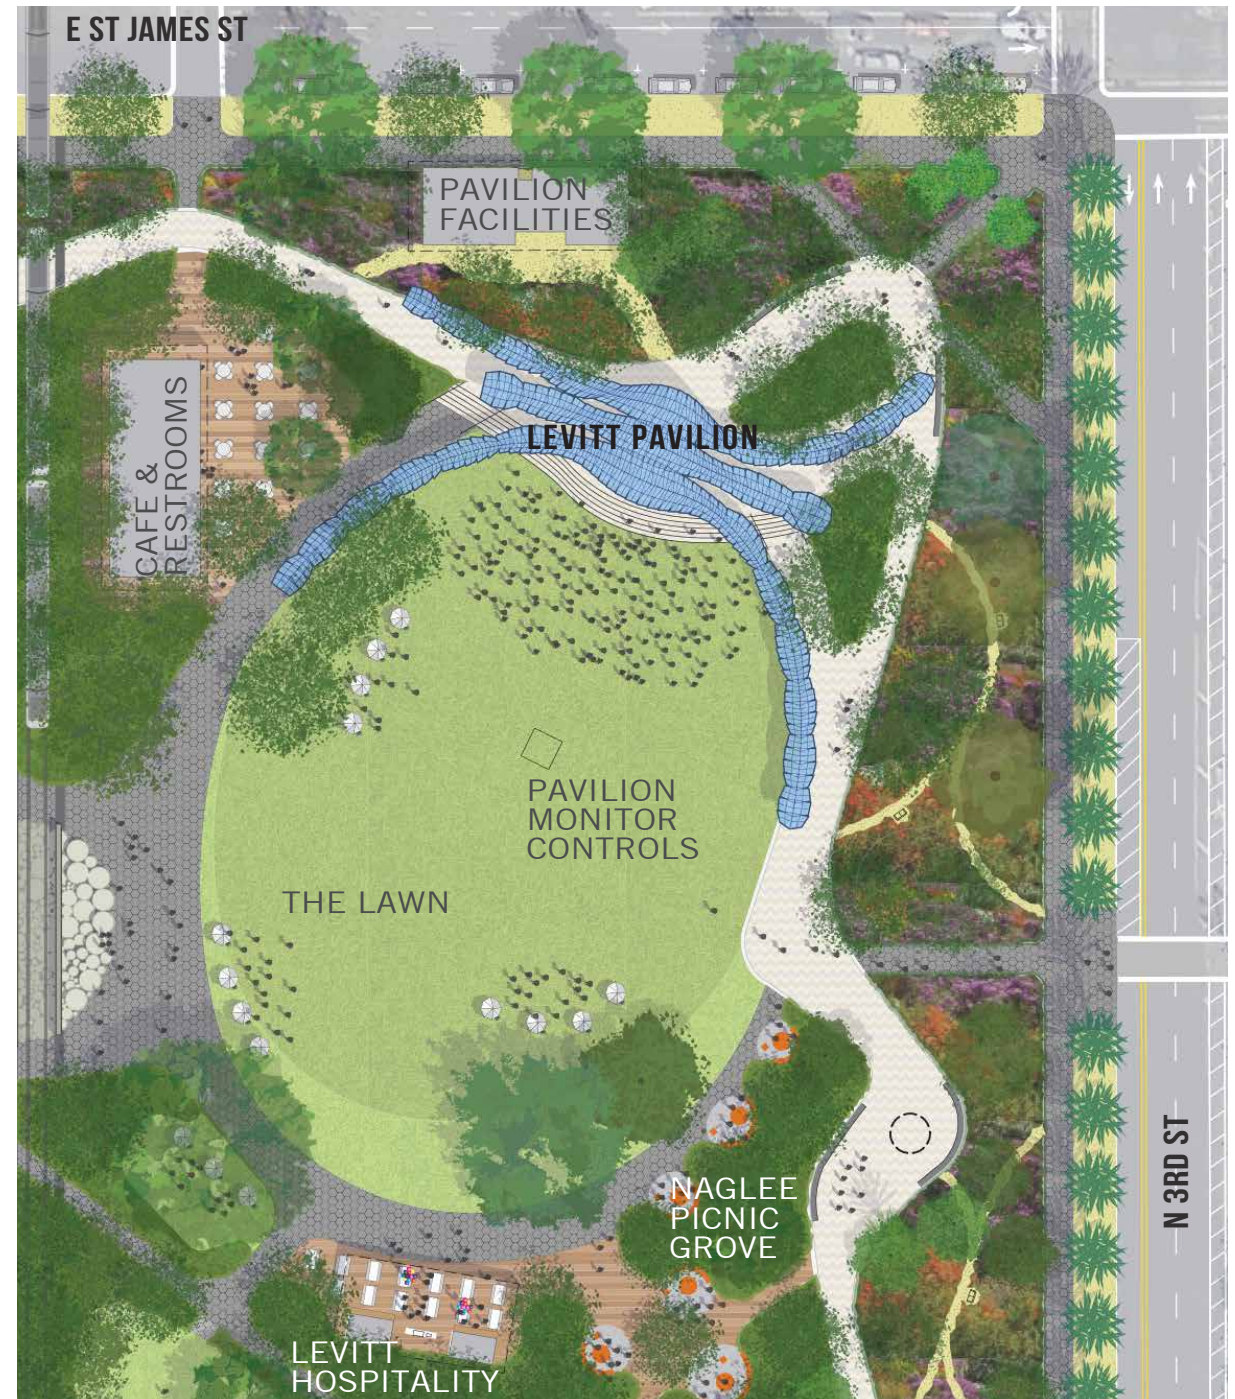 E ST JAMES ST
PAVILION
FACILITIES
CAFE &
RESTROOMS
LEVITT PAVILION
PAVILION
MONITOR
CONTROLS
THE LAWN
NAGLEE
PICNIC
GROVE
N 3RD ST
LEVITT
HOSPITALITY